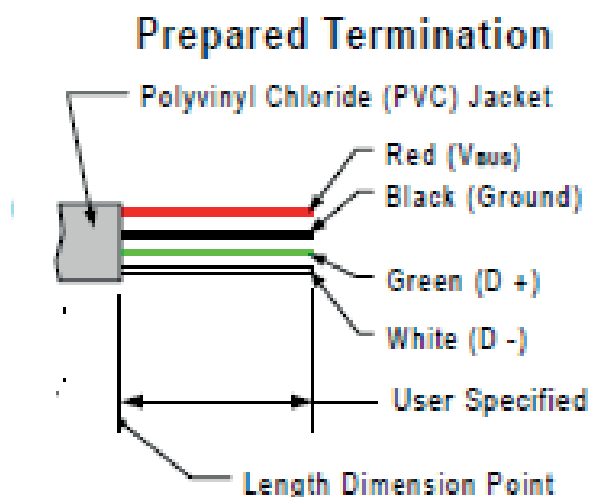 Prepared Termination
Polyvinyl Chloride (PVC) Jacket
Red (VBUS)
Black (Ground)
Green (D +)
White (D -)
User Specified
Length Dimension Point